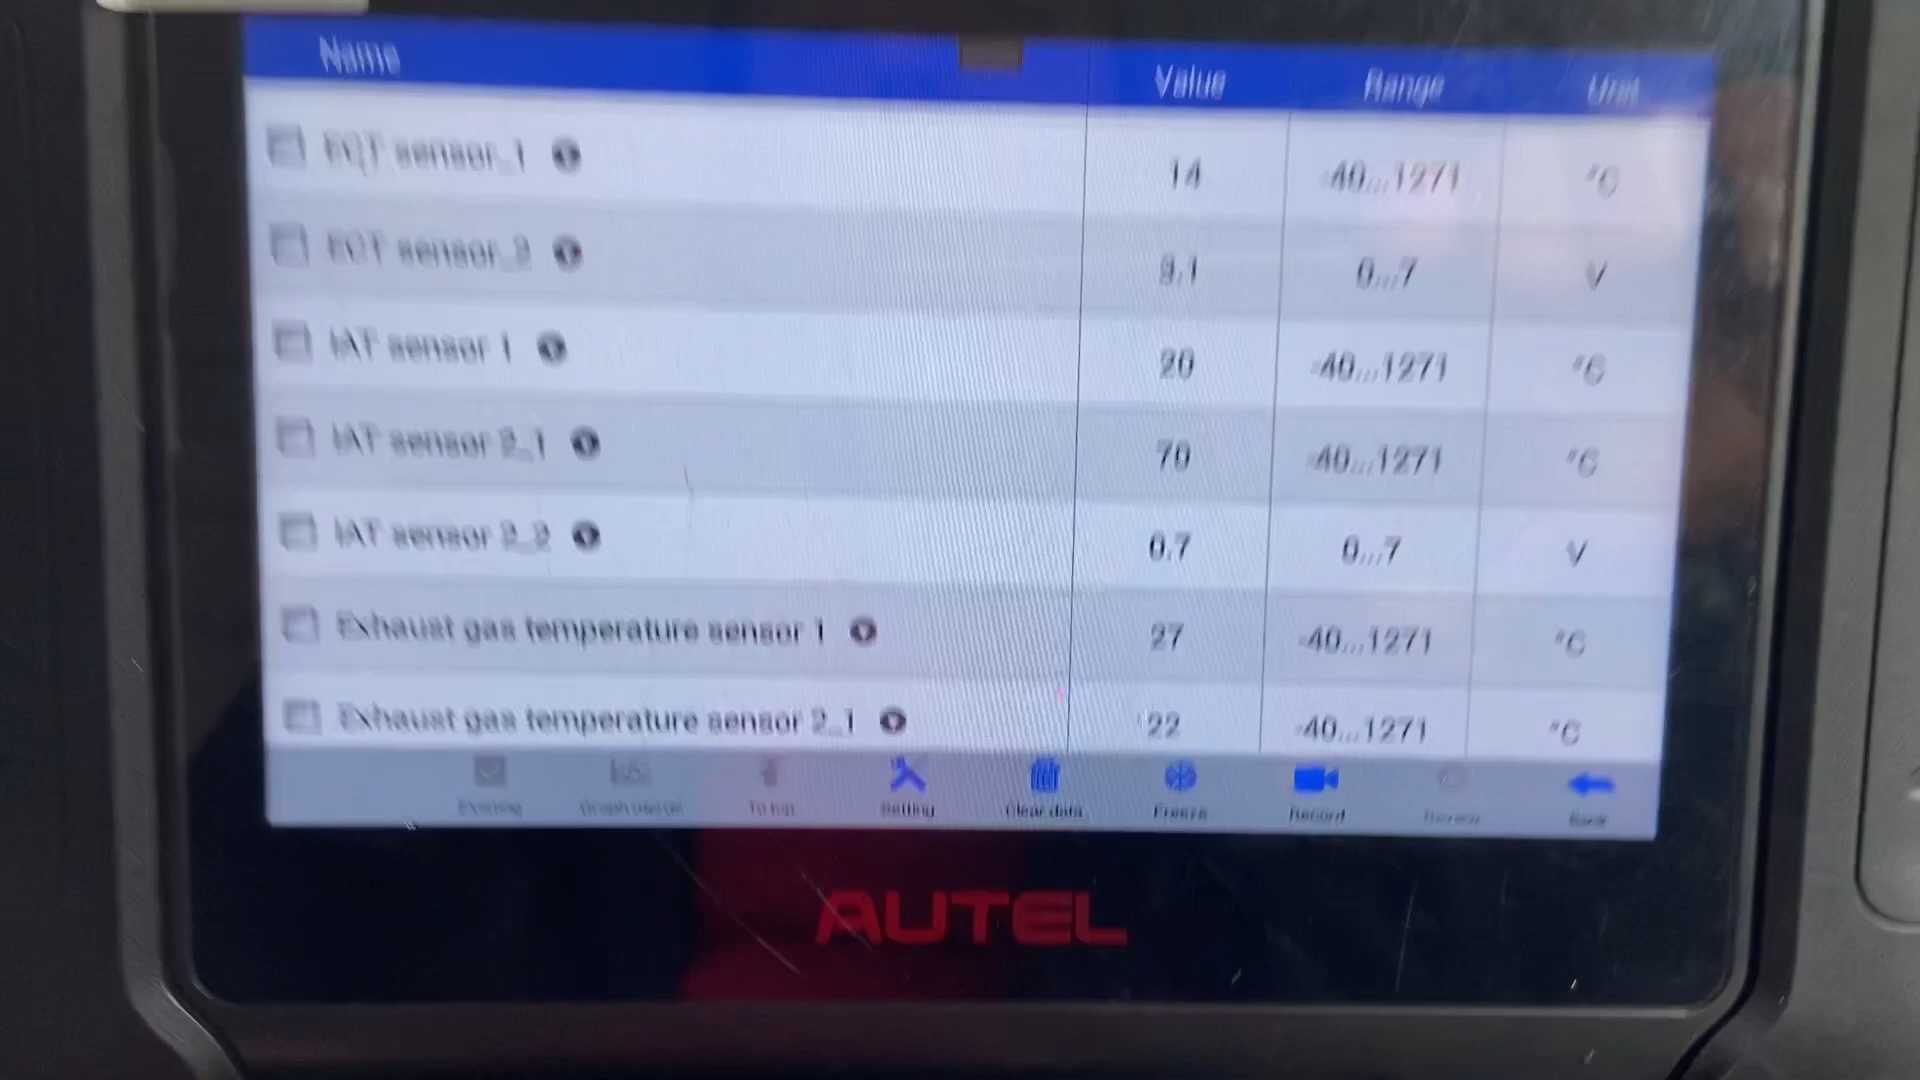 Name Value Range Unit
ECT sensor_1 14 -40...1271 °C
ECT sensor_2 3.1 0...7 V
IAT sensor 1 20 -40...1271 °C
IAT sensor 2_1 70 -40...1271 °C
IAT sensor 2_2 0.7 0...7 V
Exhaust gas temperature sensor 1 27 -40...1271 °C
Exhaust gas temperature sensor 2_1 22 -40...1271 °C
To top Setting Clear data Freeze Record Back
AUTEL